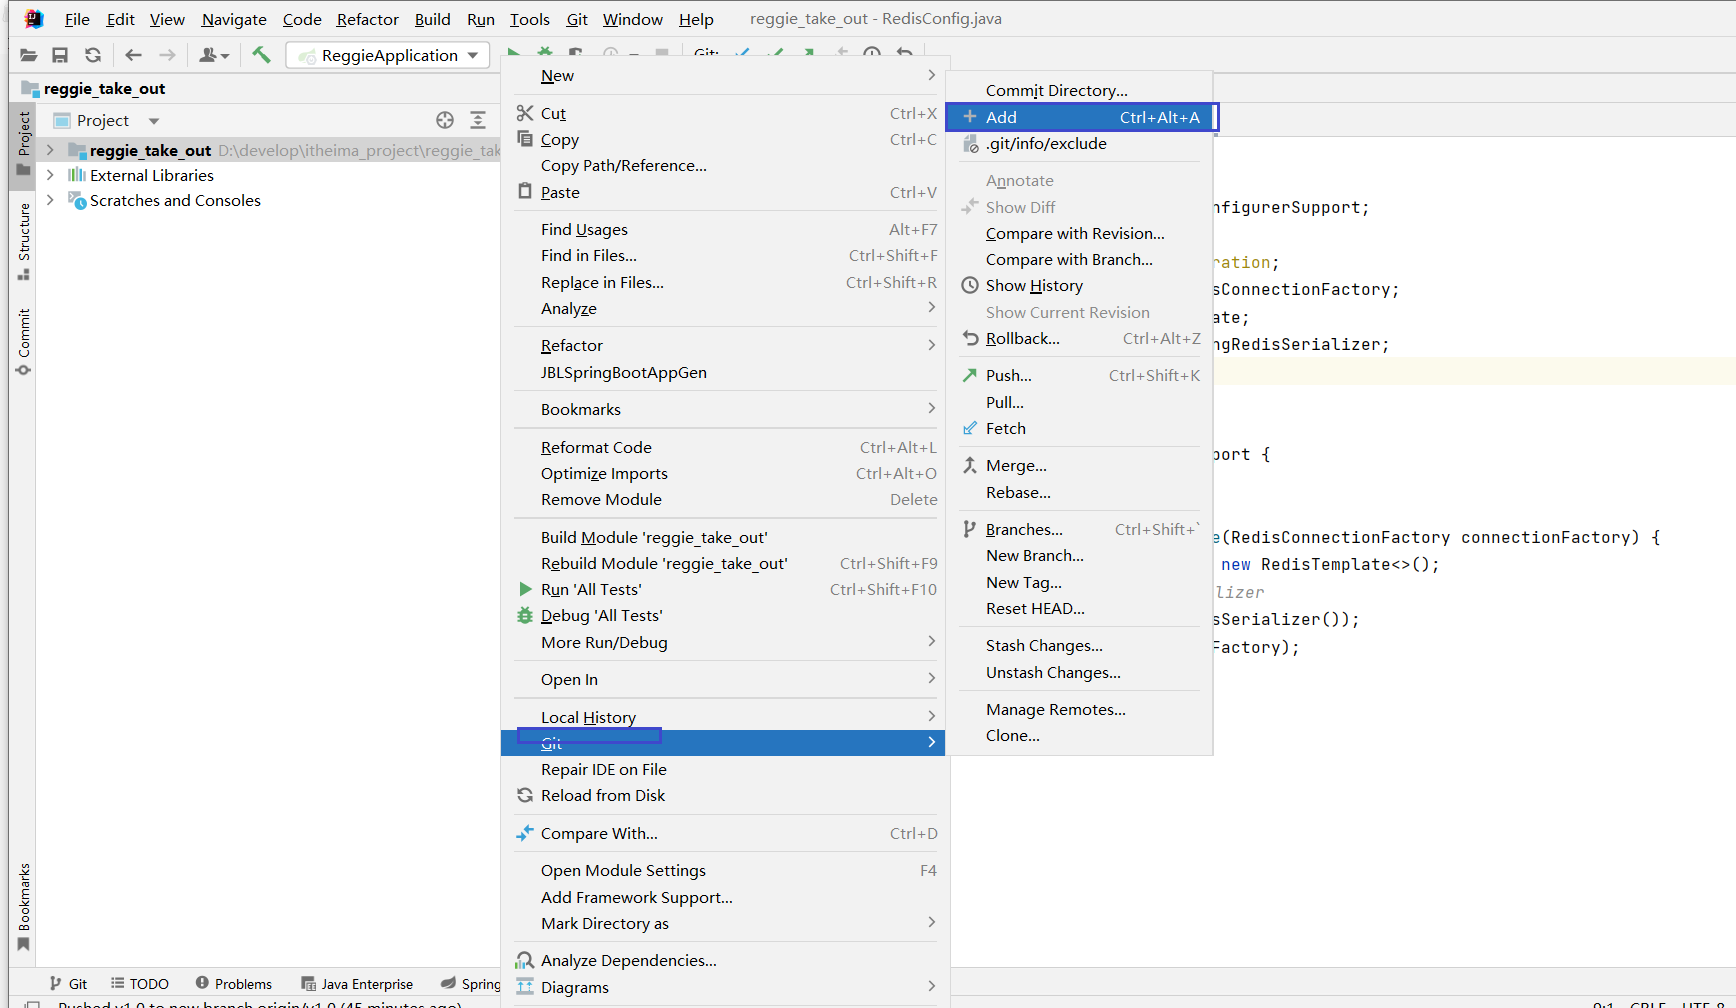 File Edit View Navigate Code Refactor Build Run Tools Git Window Help reggie_take_out - RedisConfig.java
ReggieApplication Git:
reggie_take_out
Project
reggie_take_out D:\develop\itheima_project\reggie_tak
External Libraries
Scratches and Consoles
Project
Structure
Commit
Bookmarks
New
Cut Ctrl+X
Copy Ctrl+C
Copy Path/Reference...
Paste Ctrl+V
Find Usages Alt+F7
Find in Files... Ctrl+Shift+F
Replace in Files... Ctrl+Shift+R
Analyze
Refactor
JBLSpringBootAppGen
Bookmarks
Reformat Code Ctrl+Alt+L
Optimize Imports Ctrl+Alt+O
Remove Module Delete
Build Module 'reggie_take_out'
Rebuild Module 'reggie_take_out' Ctrl+Shift+F9
Run 'All Tests' Ctrl+Shift+F10
Debug 'All Tests'
More Run/Debug
Open In
Local History
Git
Repair IDE on File
Reload from Disk
Compare With... Ctrl+D
Open Module Settings F4
Add Framework Support...
Mark Directory as
Analyze Dependencies...
Diagrams
Commit Directory...
Add Ctrl+Alt+A
.git/info/exclude
Annotate
Show Diff
Compare with Revision...
Compare with Branch...
Show History
Show Current Revision
Rollback... Ctrl+Alt+Z
Push... Ctrl+Shift+K
Pull...
Fetch
Merge...
Rebase...
Branches... Ctrl+Shift+`
New Branch...
New Tag...
Reset HEAD...
Stash Changes...
Unstash Changes...
Manage Remotes...
Clone...
nfigurerSupport;
ration;
sConnectionFactory;
ate;
ngRedisSerializer;
port {
e(RedisConnectionFactory connectionFactory) {
new RedisTemplate<>();
lizer
sSerializer());
Factory);
Git TODO Problems Java Enterprise Spring
Pushed v1.0 to new branch origin/v1.0 (45 minutes ago) 9:1 CRLF UTF-8